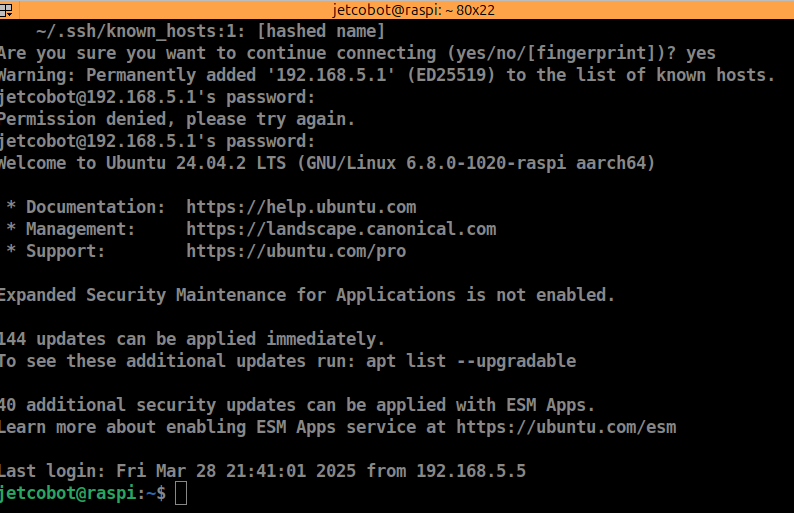 jetcobot@raspi: ~ 80x22
~/.ssh/known_hosts:1: [hashed name]
Are you sure you want to continue connecting (yes/no/[fingerprint])? yes
Warning: Permanently added '192.168.5.1' (ED25519) to the list of known hosts.
jetcobot@192.168.5.1's password:
Permission denied, please try again.
jetcobot@192.168.5.1's password:
Welcome to Ubuntu 24.04.2 LTS (GNU/Linux 6.8.0-1020-raspi aarch64)
* Documentation:  https://help.ubuntu.com
* Management:     https://landscape.canonical.com
* Support:        https://ubuntu.com/pro
Expanded Security Maintenance for Applications is not enabled.
144 updates can be applied immediately.
To see these additional updates run: apt list --upgradable
40 additional security updates can be applied with ESM Apps.
Learn more about enabling ESM Apps service at https://ubuntu.com/esm
Last login: Fri Mar 28 21:41:01 2025 from 192.168.5.5
jetcobot@raspi:~$